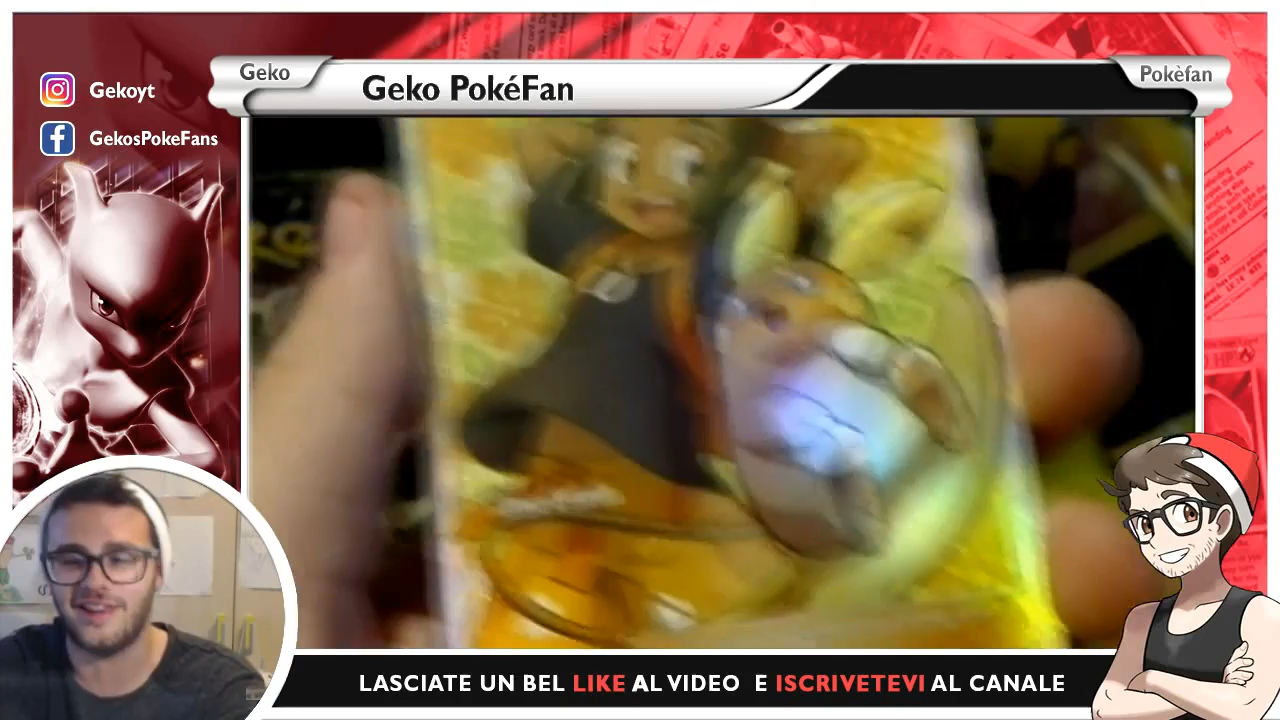 Geko
Pokèfan
Geko PokéFan
Gekoyt
GekosPokeFans
LASCIATE UN BEL LIKE AL VIDEO E ISCRIVETEVI AL CANALE